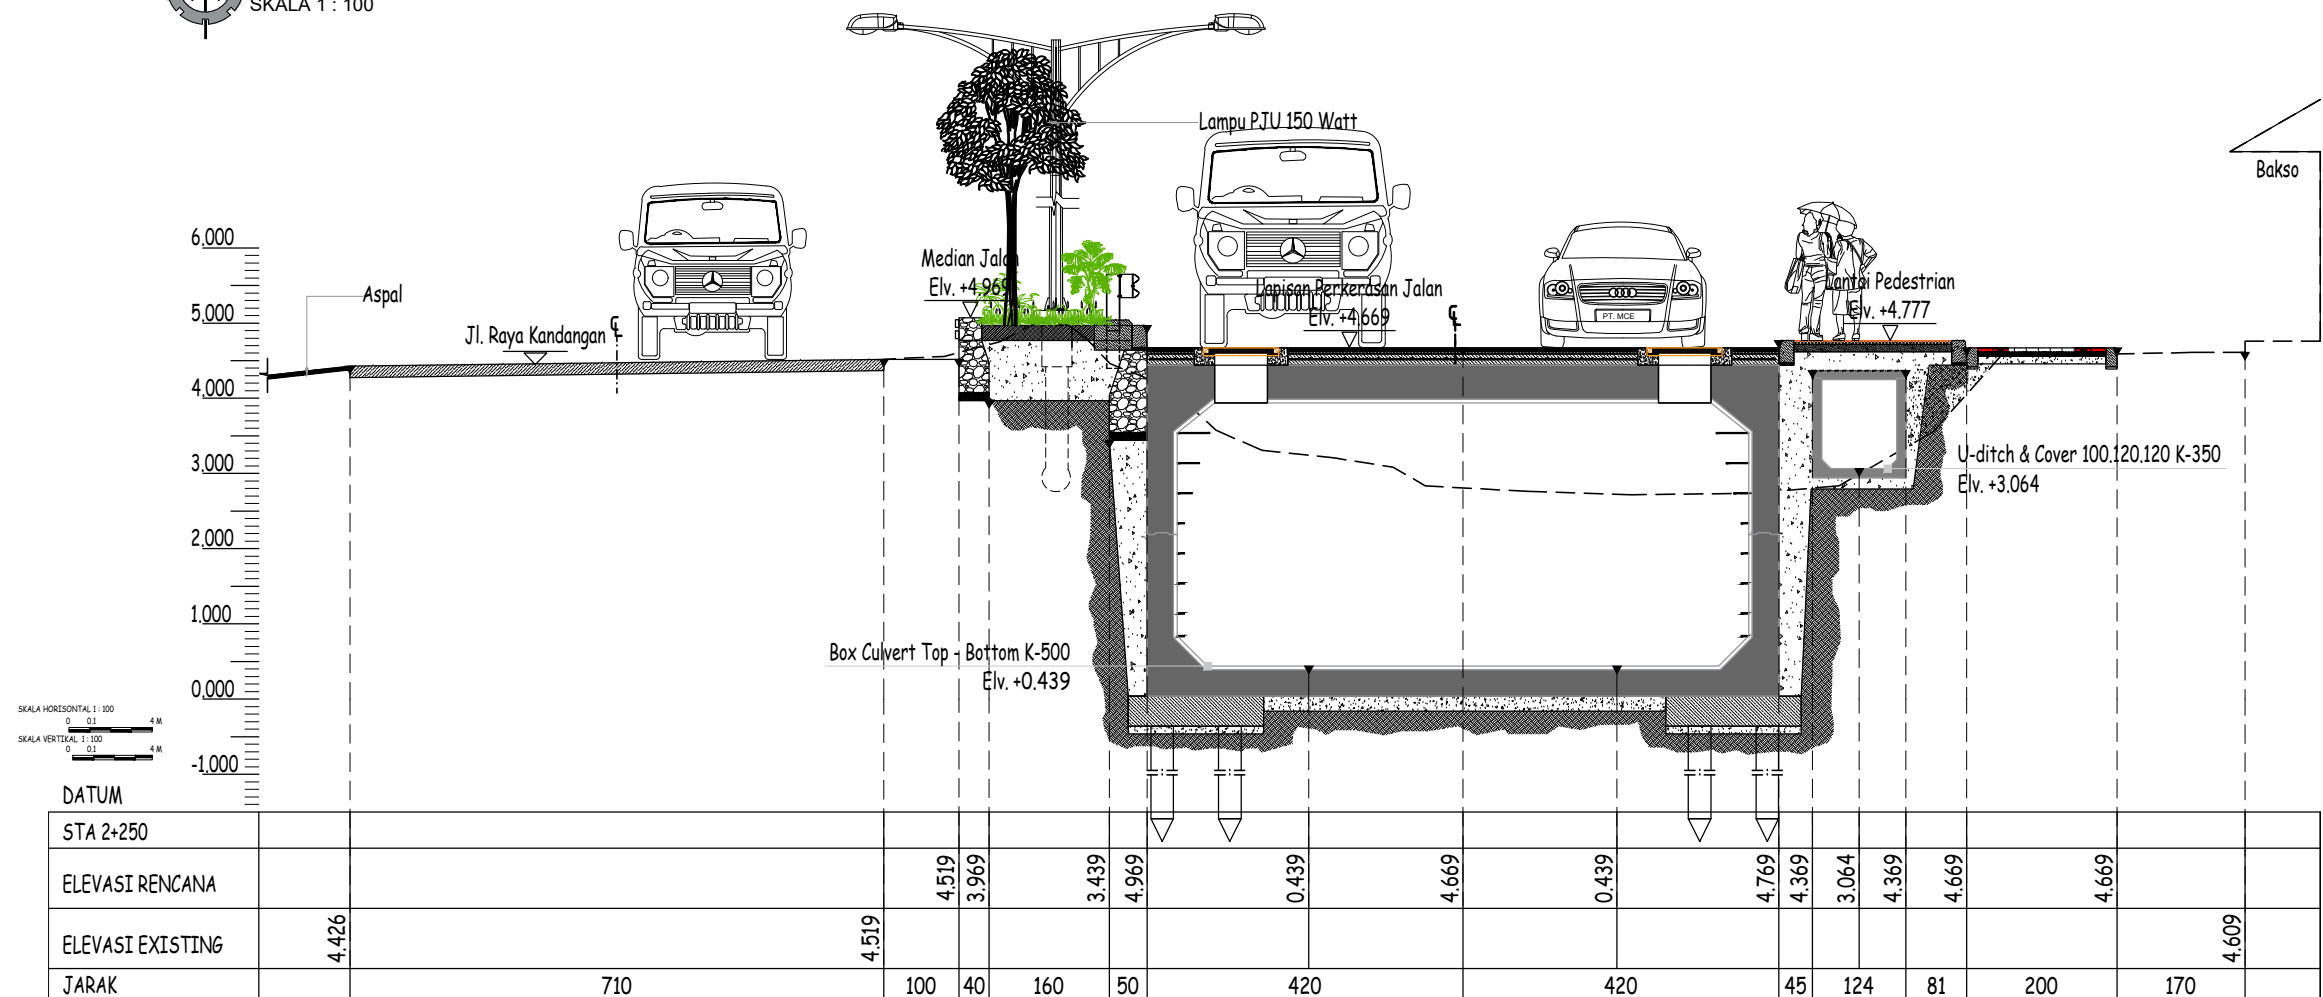 SKALA 1 : 100
Lampu PJU 150 Watt
Bakso
6,000
Median Jalan
Elv. +4.969
Aspal
Lapisan Perkerasan Jalan
Elv. +4.669
Lantai Pedestrian
Elv. +4.777
5,000
PT. MCE
Jl. Raya Kandangan
4,000
3,000
U-ditch & Cover 100.120.120 K-350
Elv. +3.064
2,000
1,000
Box Culvert Top - Bottom K-500
Elv. +0.439
0,000
SKALA HORISONTAL 1 : 100
0 0.1 4 M
SKALA VERTIKAL 1 : 100
0 0.1 4 M
-1,000
DATUM
STA 2+250
ELEVASI RENCANA 4.519 3.969 3.439 4.969 0.439 4.669 0.439 4.769 4.369 3.064 4.369 4.669 4.669
ELEVASI EXISTING 4.426 4.519 4.609
JARAK 710 100 40 160 50 420 420 45 124 81 200 170